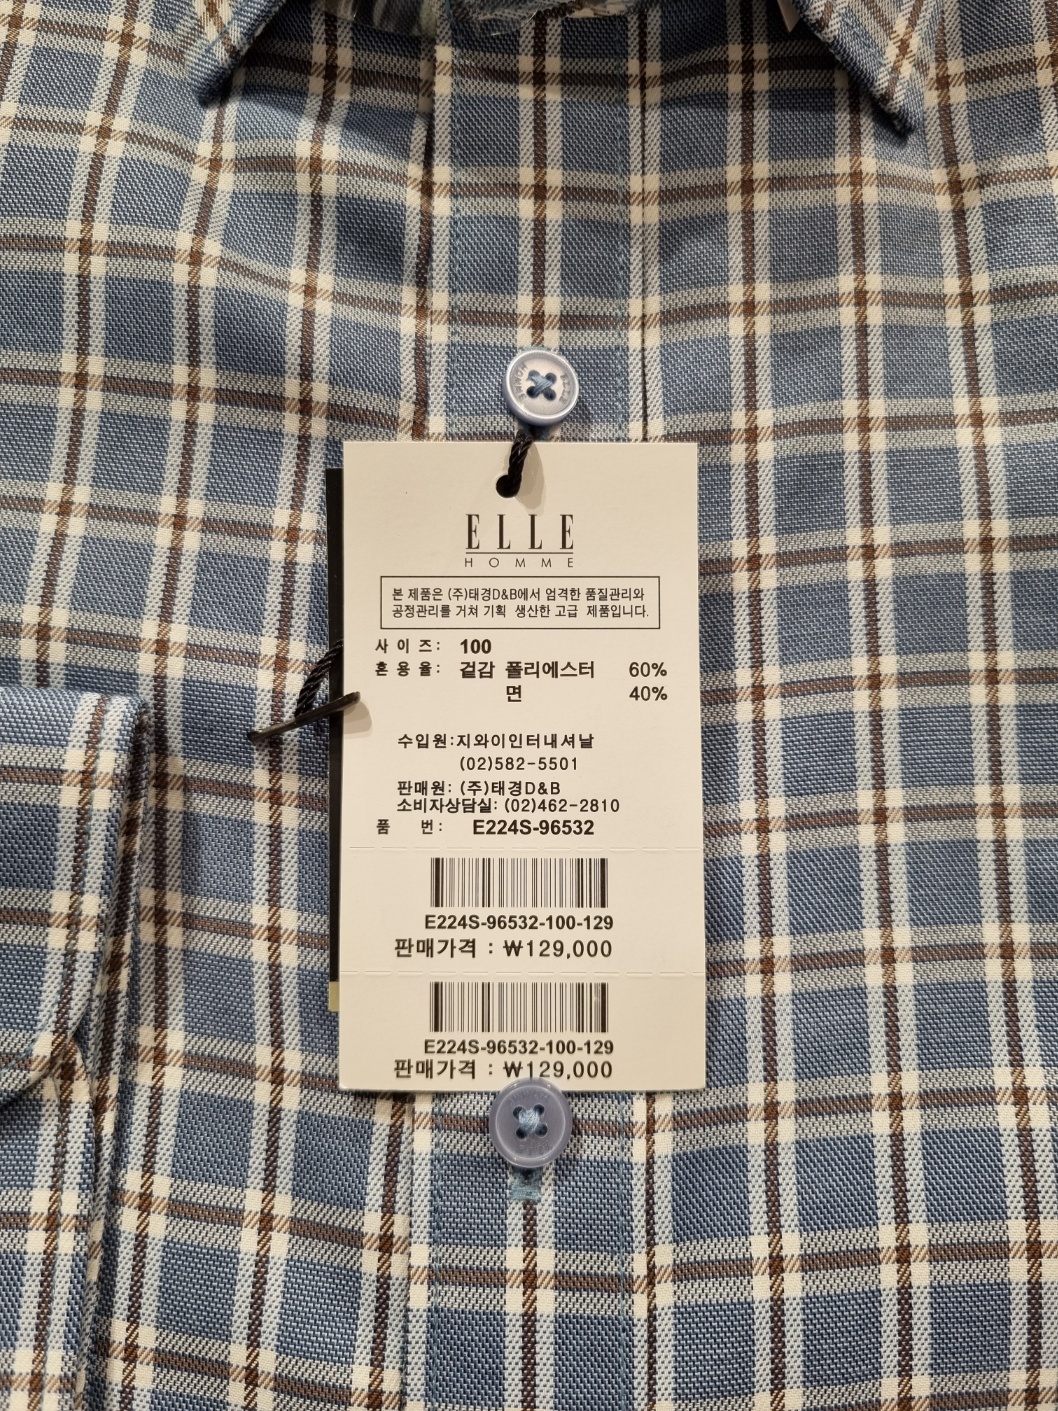 ELLE
HOMME
본 제품은 (주)태경D&B에서 엄격한 품질관리와
공정관리를 거쳐 기획 생산한 고급 제품입니다.
사 이 즈: 100
혼 용 율: 겉감 폴리에스터 60%
면 40%
수입원:지와이인터내셔날
(02)582-5501
판매원: (주)태경D&B
소비자상담실: (02)462-2810
품 번: E224S-96532
E224S-96532-100-129
판매가격 : ₩129,000
E224S-96532-100-129
판매가격 : ₩129,000